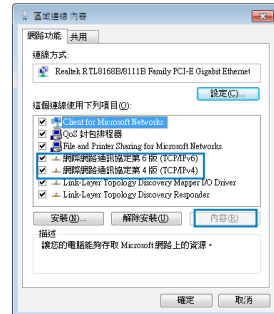 區域連線 內容
網路功能 共用
連線方式:
Realtek RTL8168B/8111B Family PCI-E Gigabit Ethernet
設定(C)...
這個連線使用下列項目(O):
Client for Microsoft Networks
QoS 封包排程器
File and Printer Sharing for Microsoft Networks
網際網路通訊協定第 6 版 (TCP/IPv6)
網際網路通訊協定第 4 版 (TCP/IPv4)
Link-Layer Topology Discovery Mapper I/O Driver
Link-Layer Topology Discovery Responder
安裝(N)... 解除安裝(U) 內容(R)
描述
讓您的電腦能夠存取 Microsoft 網路上的資源。
確定 取消